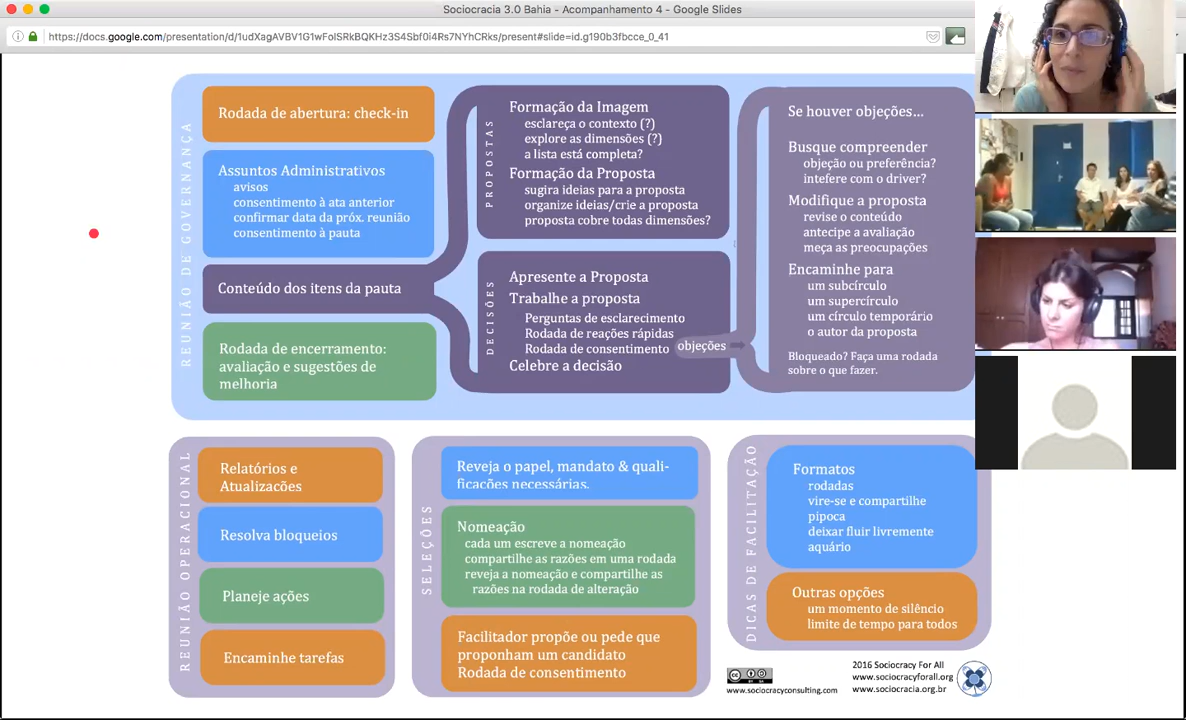 Sociocracia 3.0 Bahia - Acompanhamento 4 - Google Slides
https://docs.google.com/presentation/d/1udXagAVBV1G1wFolSRkBQKHz3S4Sbf0i4Rs7NYhCRks/present#slide=id.g190b3fbcce_0_41
REUNIÃO DE GOVERNANÇA
Rodada de abertura: check-in
Assuntos Administrativos
avisos
consentimento à ata anterior
confirmar data da próx. reunião
consentimento à pauta
Conteúdo dos itens da pauta
Rodada de encerramento:
avaliação e sugestões de
melhoria
PROPOSTAS
Formação da Imagem
esclareça o contexto (?)
explore as dimensões (?)
a lista está completa?
Formação da Proposta
sugira ideias para a proposta
organize ideias/crie a proposta
proposta cobre todas dimensões?
DECISÕES
Apresente a Proposta
Trabalhe a proposta
Perguntas de esclarecimento
Rodada de reações rápidas
Rodada de consentimento
objeções
Celebre a decisão
Se houver objeções...
Busque compreender
objeção ou preferência?
intefere com o driver?
Modifique a proposta
revise o conteúdo
antecipe a avaliação
meça as preocupações
Encaminhe para
um subcírculo
um supercírculo
um círculo temporário
o autor da proposta
Bloqueado? Faça uma rodada
sobre o que fazer.
REUNIÃO OPERACIONAL
Relatórios e
Atualizacões
Resolva bloqueios
Planeje ações
Encaminhe tarefas
SELEÇÕES
Reveja o papel, mandato & quali-
ficações necessárias.
Nomeação
cada um escreve a nomeação
compartilhe as razões em uma rodada
reveja a nomeação e compartilhe as
razões na rodada de alteração
Facilitador propõe ou pede que
proponham um candidato
Rodada de consentimento
DICAS DE FACILITAÇÃO
Formatos
rodadas
vire-se e compartilhe
pipoca
deixar fluir livremente
aquário
Outras opções
um momento de silêncio
limite de tempo para todos
www.sociocracyconsulting.com
2016 Sociocracy For All
www.sociocracyforall.org
www.sociocracia.org.br